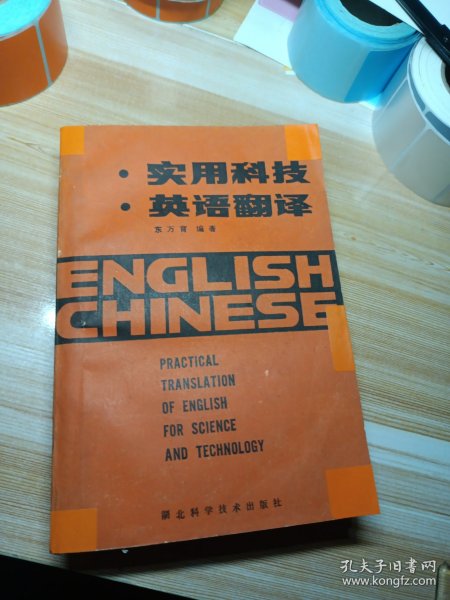 ·实用科技
·英语翻译
东万育 编著
ENGLISH
CHINESE
PRACTICAL
TRANSLATION
OF ENGLISH
FOR SCIENCE
AND TECHNOLOGY
湖北科学技术出版社
孔夫子旧书网
www.kongfz.com